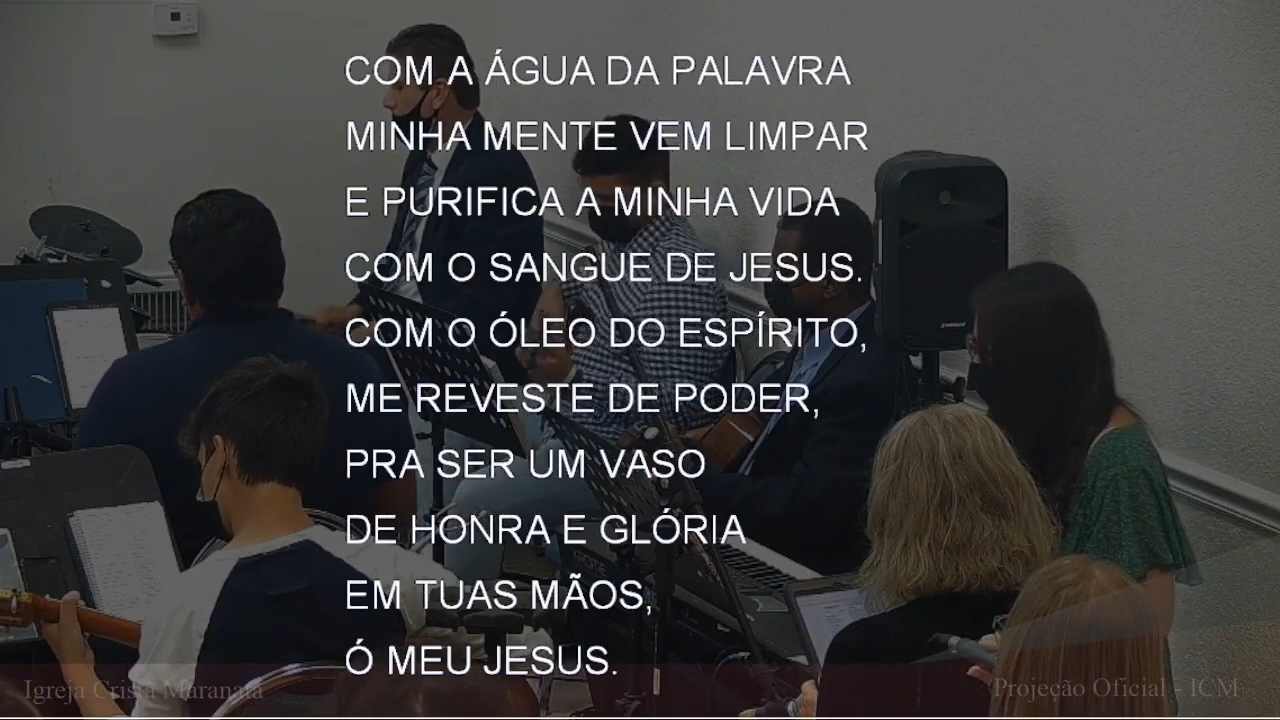 COM A ÁGUA DA PALAVRA
MINHA MENTE VEM LIMPAR
E PURIFICA A MINHA VIDA
COM O SANGUE DE JESUS.
COM O ÓLEO DO ESPÍRITO,
ME REVESTE DE PODER,
PRA SER UM VASO
DE HONRA E GLÓRIA
EM TUAS MÃOS,
Ó MEU JESUS.
Igreja Cristã Maranata
Projeção Oficial - ICM